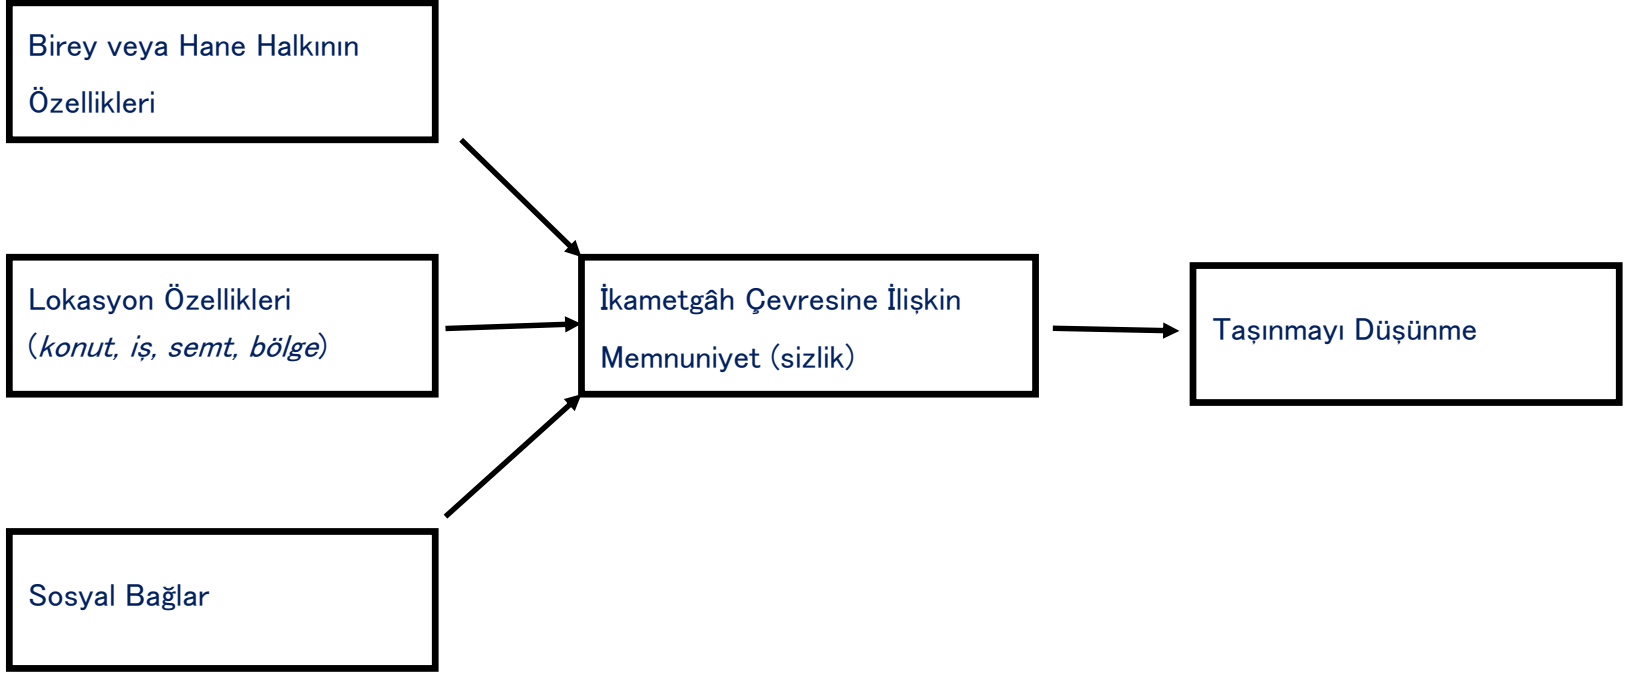 Birey veya Hane Halkının
Özellikleri
Lokasyon Özellikleri
(konut, iş, semt, bölge)
Sosyal Bağlar
İkametgâh Çevresine İlişkin
Memnuniyet (sizlik)
Taşınmayı Düşünme